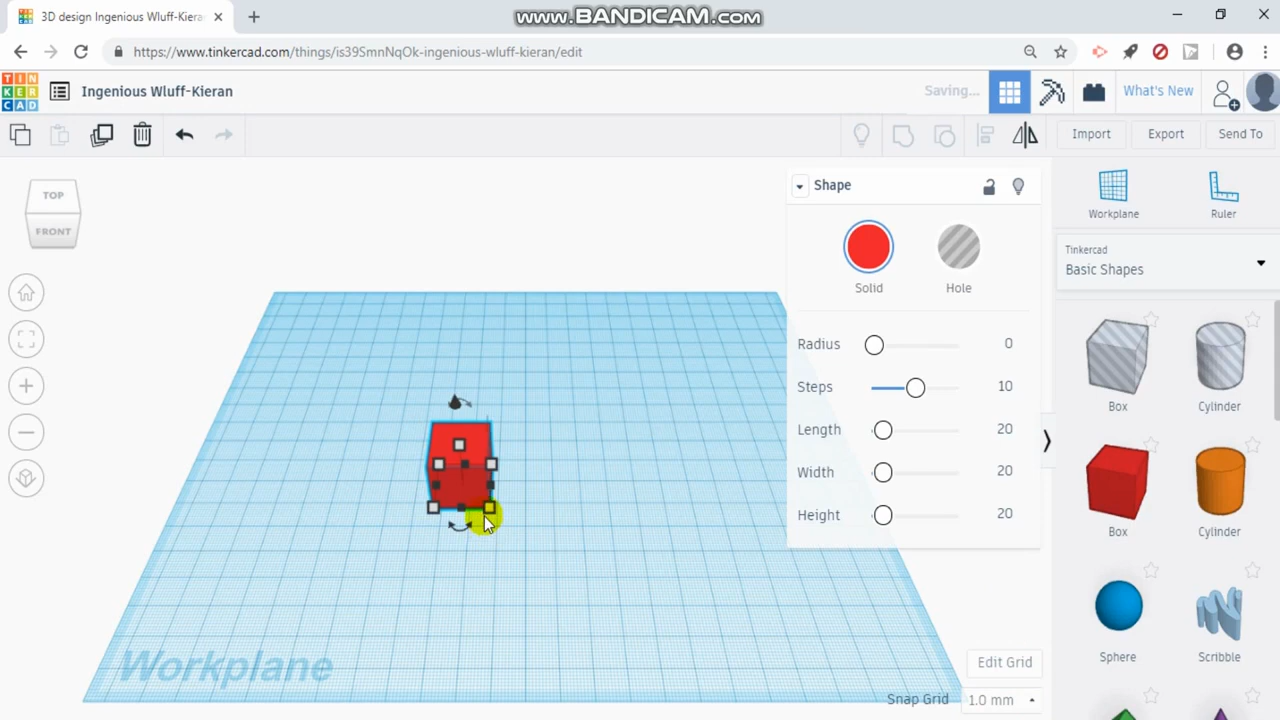 3D design Ingenious Wluff-Kiera
www.BANDICAM.com
https://www.tinkercad.com/things/is39SmnNqOk-ingenious-wluff-kieran/edit
TIN
KER
CAD
Ingenious Wluff-Kieran
Saving...
What's New
Import
Export
Send To
TOP
FRONT
Shape
Solid
Hole
Radius 0
Steps 10
Length 20
Width 20
Height 20
Workplane
Ruler
Tinkercad
Basic Shapes
Box
Cylinder
Box
Cylinder
Sphere
Scribble
Workplane
Edit Grid
Snap Grid 1.0 mm